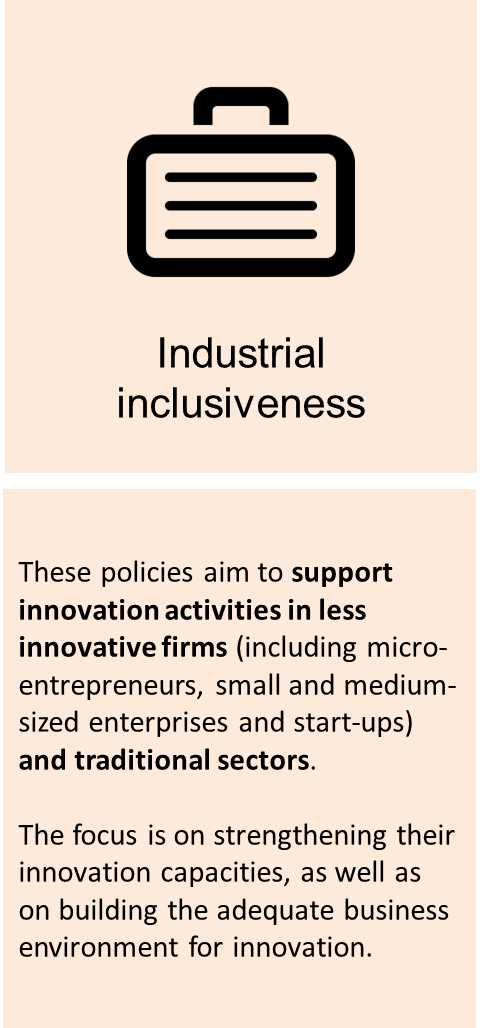 Industrial
inclusiveness
These policies aim to support
innovation activities in less
innovative firms (including micro-
entrepreneurs, small and medium-
sized enterprises and start-ups)
and traditional sectors.
The focus is on strengthening their
innovation capacities, as well as
on building the adequate business
environment for innovation.